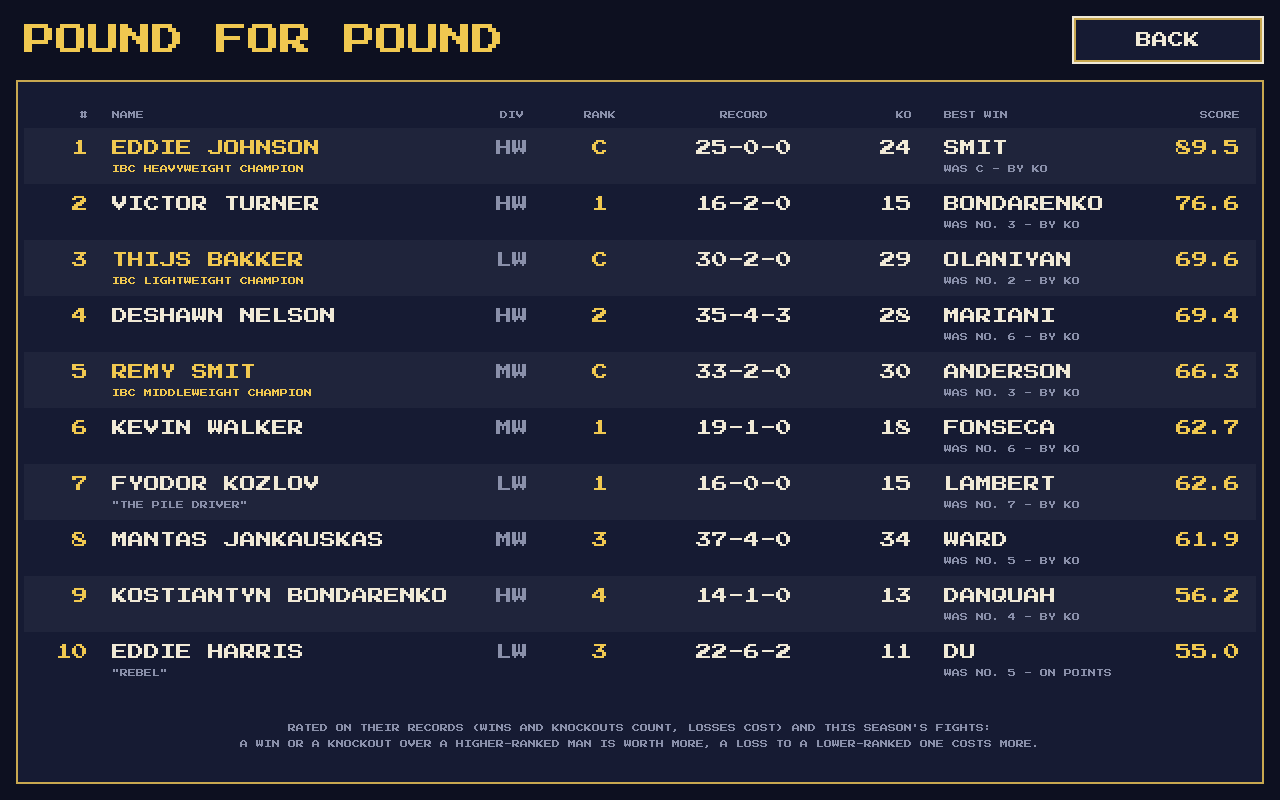 POUND FOR POUND
BACK
# NAME DIV RANK RECORD KO BEST WIN SCORE
1 EDDIE JOHNSON HW C 25-0-0 24 SMIT 89.5
IBC HEAVYWEIGHT CHAMPION WAS C - BY KO
2 VICTOR TURNER HW 1 16-2-0 15 BONDARENKO 76.6
WAS NO. 3 - BY KO
3 THIJS BAKKER LW C 30-2-0 29 OLANIYAN 69.6
IBC LIGHTWEIGHT CHAMPION WAS NO. 2 - BY KO
4 DESHAWN NELSON HW 2 35-4-3 28 MARIANI 69.4
WAS NO. 6 - BY KO
5 REMY SMIT MW C 33-2-0 30 ANDERSON 66.3
IBC MIDDLEWEIGHT CHAMPION WAS NO. 3 - BY KO
6 KEVIN WALKER MW 1 19-1-0 18 FONSECA 62.7
WAS NO. 6 - BY KO
7 FYODOR KOZLOV LW 1 16-0-0 15 LAMBERT 62.6
"THE PILE DRIVER" WAS NO. 7 - BY KO
8 MANTAS JANKAUSKAS MW 3 37-4-0 34 WARD 61.9
WAS NO. 5 - BY KO
9 KOSTIANTYN BONDARENKO HW 4 14-1-0 13 DANQUAH 56.2
WAS NO. 4 - BY KO
10 EDDIE HARRIS LW 3 22-6-2 11 DU 55.0
"REBEL" WAS NO. 5 - ON POINTS
RATED ON THEIR RECORDS (WINS AND KNOCKOUTS COUNT, LOSSES COST) AND THIS SEASON'S FIGHTS:
A WIN OR A KNOCKOUT OVER A HIGHER-RANKED MAN IS WORTH MORE, A LOSS TO A LOWER-RANKED ONE COSTS MORE.